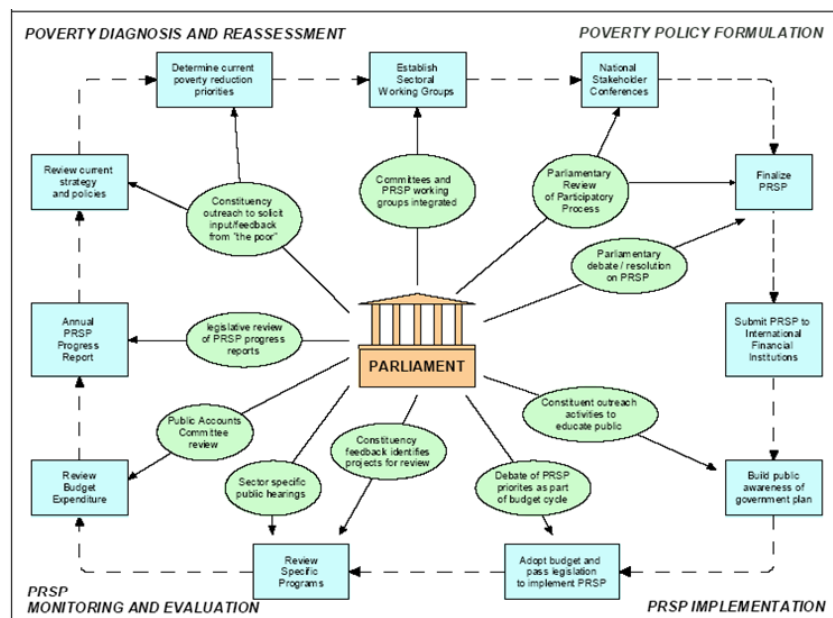 POVERTY DIAGNOSIS AND REASSESSMENT
POVERTY POLICY FORMULATION
Determine current
poverty reduction
priorities
Establish
Sectoral
Working Groups
National
Stakeholder
Conferences
Review current
strategy
and policies
Constituency
outreach to solicit
input/feedback
from "the poor"
Committees and
PRSP working
groups integrated
Parliamentary
Review
of Participatory
Process
Finalize
PRSP
Parliamentary
debate / resolution
on PRSP
Annual
PRSP
Progress
Report
legislative review
of PRSP progress
reports
PARLIAMENT
Submit PRSP to
International
Financial
Institutions
Public Accounts
Committee
review
Constituency
feedback identifies
projects for review
Constituent outreach
activities to
educate public
Review
Budget
Expenditure
Sector specific
public hearings
Debate of PRSP
priorites as part
of budget cycle
Build public
awareness of
government plan
Review
Specific
Programs
Adopt budget and
pass legislation
to implement PRSP
PRSP
MONITORING AND EVALUATION
PRSP IMPLEMENTATION